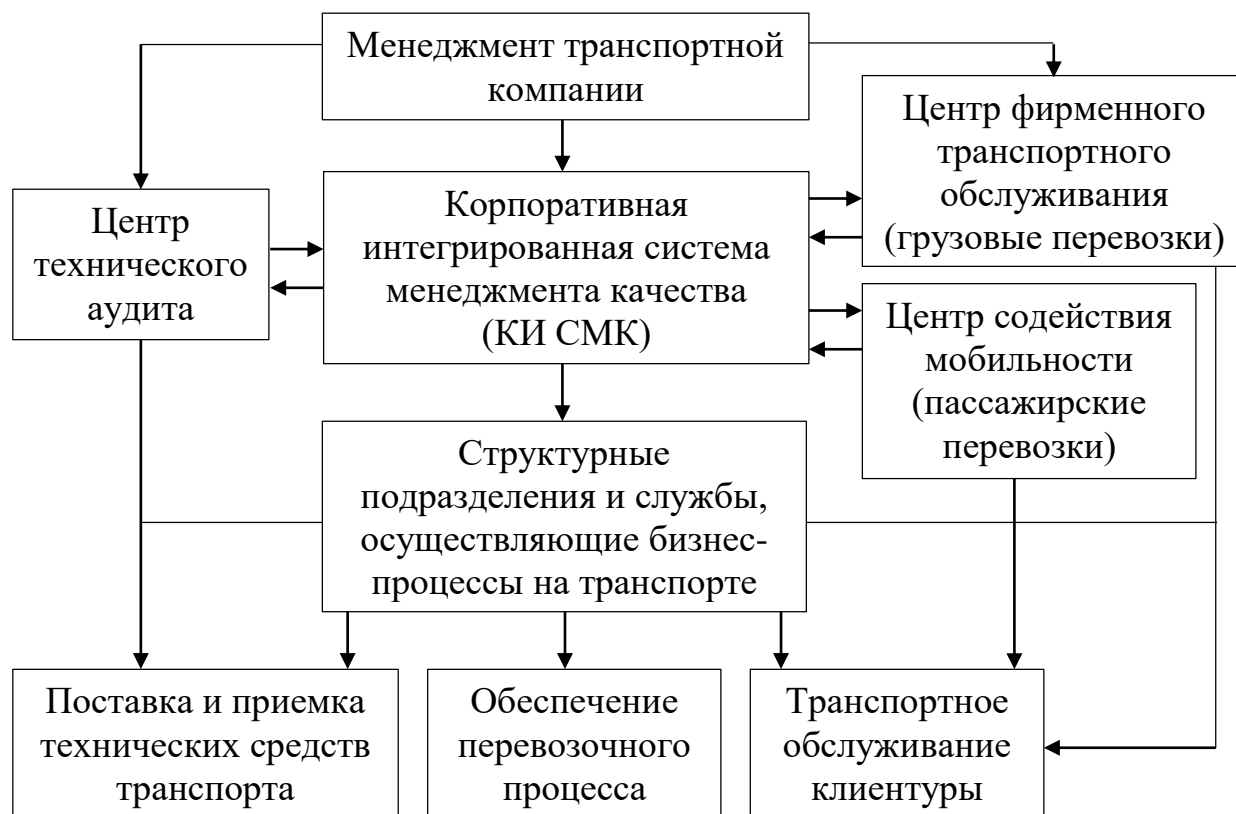 Менеджмент транспортной
компании
Центр фирменного
транспортного
обслуживания
(грузовые перевозки)
Центр
технического
аудита
Корпоративная
интегрированная система
менеджмента качества
(КИ СМК)
Центр содействия
мобильности
(пассажирские
перевозки)
Структурные
подразделения и службы,
осуществляющие бизнес-
процессы на транспорте
Поставка и приемка
технических средств
транспорта
Обеспечение
перевозочного
процесса
Транспортное
обслуживание
клиентуры